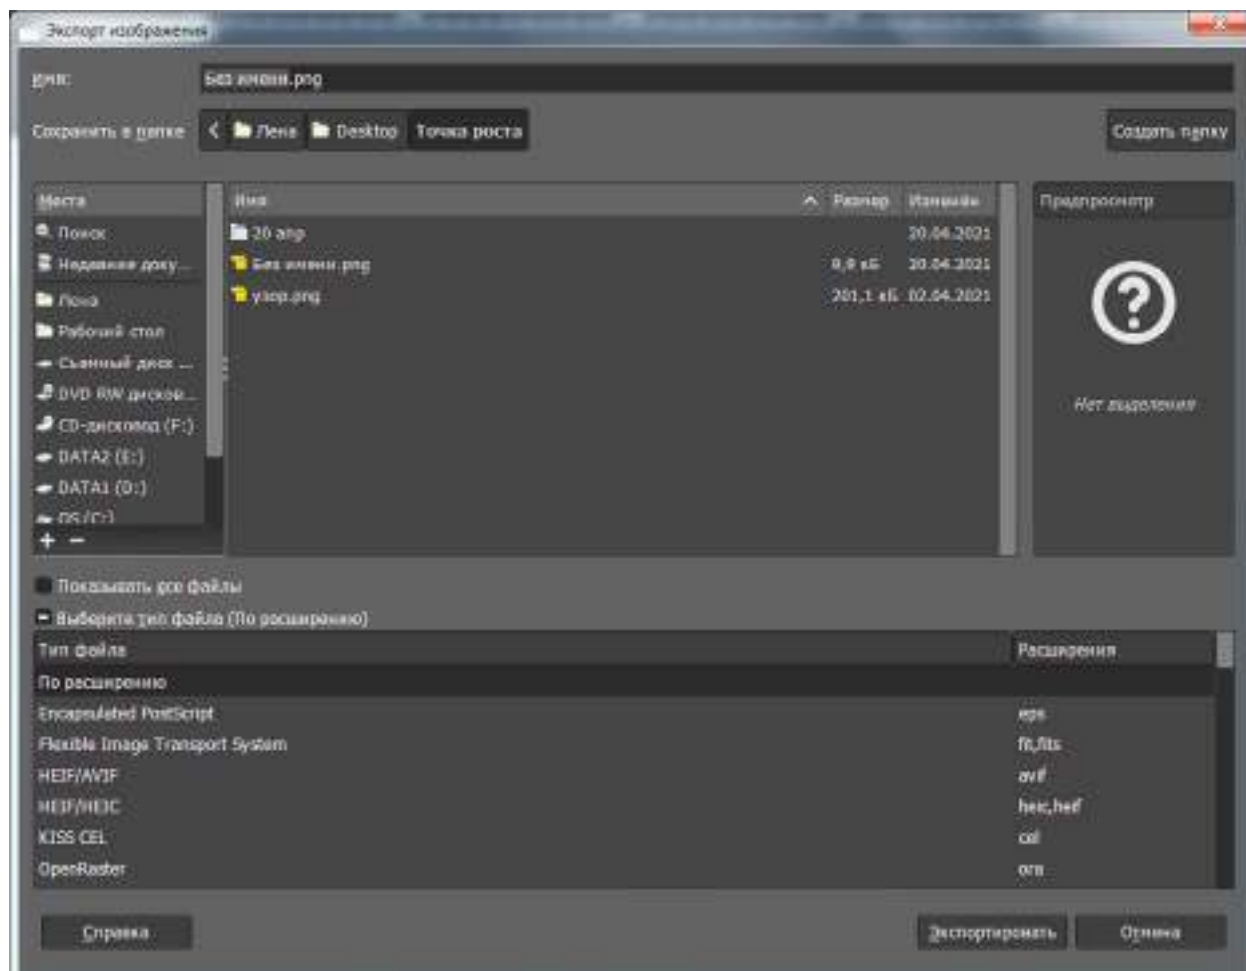 Экспорт изображения
Имя: Без имени.png
Сохранить в папке Лена Desktop Точка роста Создать папку
Места Имя Размер Изменён Предпросмотр
Поиск 20 апр 20.04.2021
Недавние доку... Без имени.png 9,9 кБ 20.04.2021
Лена узор.png 201,1 кБ 02.04.2021
Рабочий стол
Съемный диск ...
DVD RW дисков... Нет выделения
CD-дисковод (F:)
DATA2 (E:)
DATA1 (D:)
OS (C:)
Показывать все файлы
Выберите тип файла (По расширению)
Тип файла Расширения
По расширению
Encapsulated PostScript eps
Flexible Image Transport System fit,fits
HEIF/AVIF avif
HEIF/HEIC heic,heif
KISS CEL cel
OpenRaster ora
Справка Экспортировать Отмена